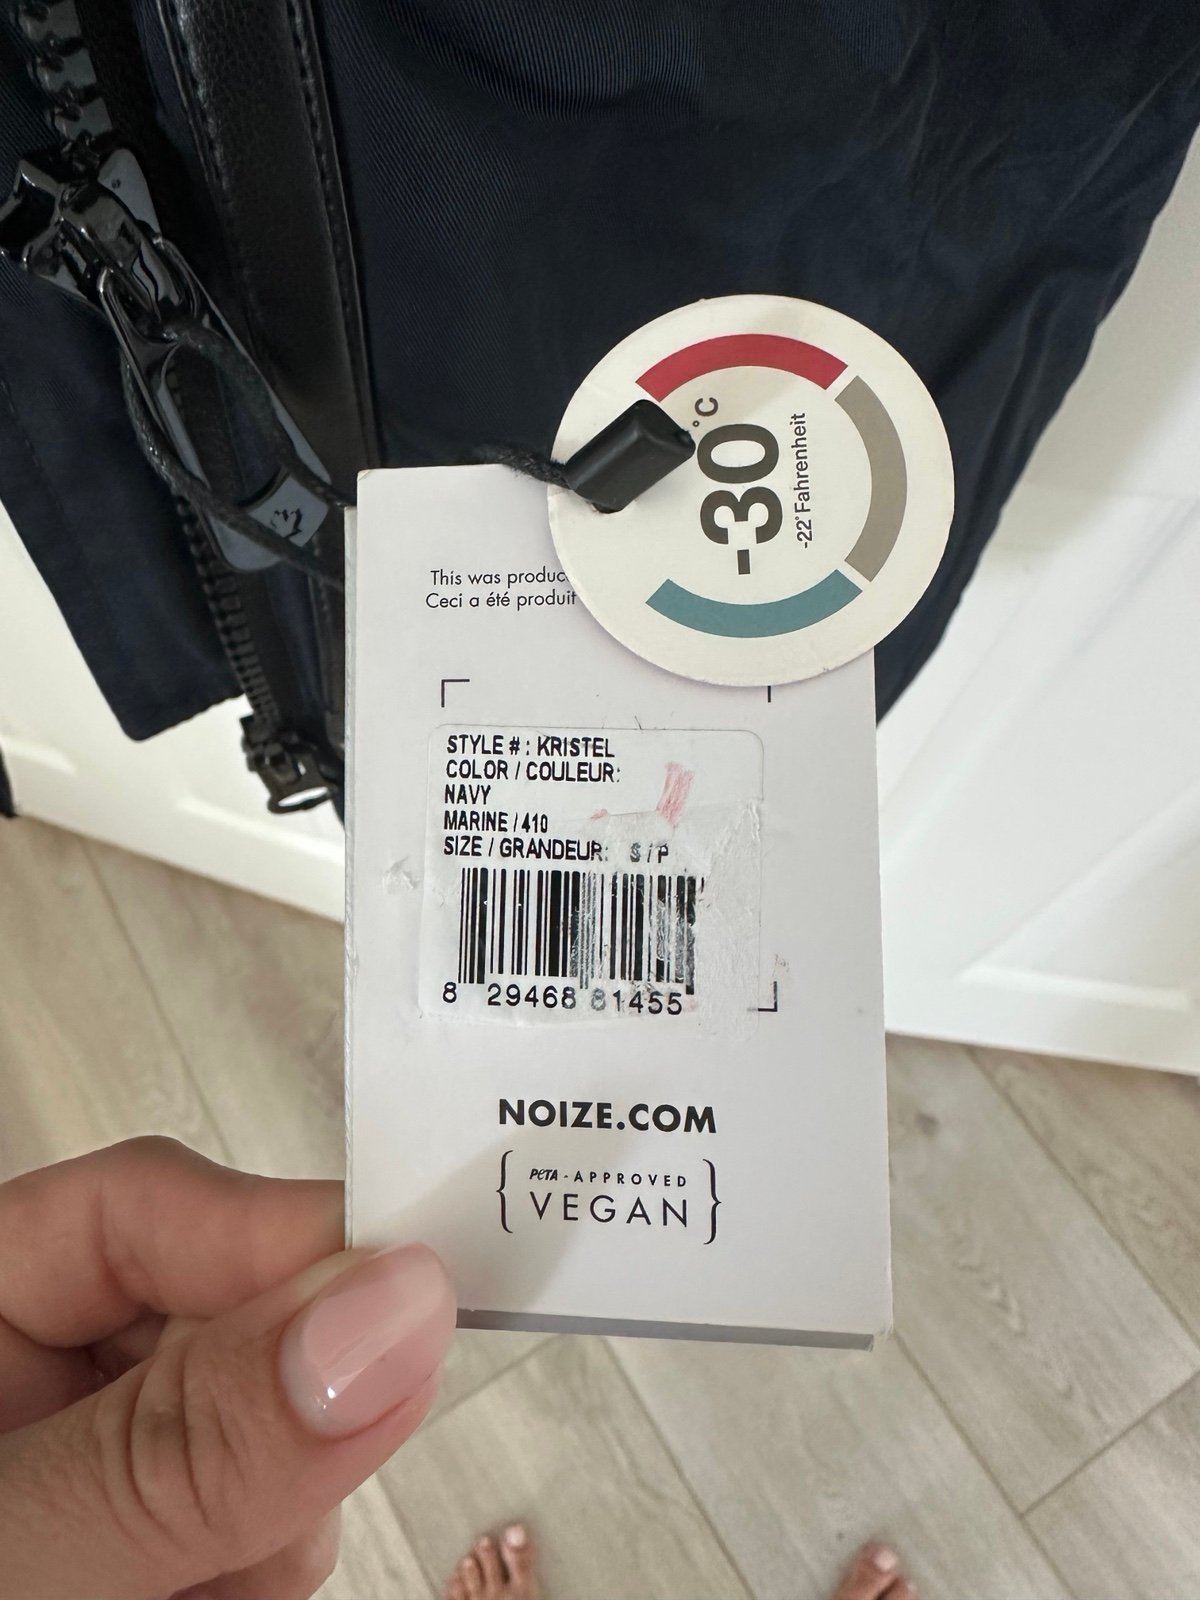 -30°C
-22° Fahrenheit
This was produc
Ceci a été produit
STYLE #: KRISTEL
COLOR / COULEUR:
NAVY
MARINE / 410
SIZE / GRANDEUR: S / P
8 29468 81455
NOIZE.COM
PETA - APPROVED
VEGAN